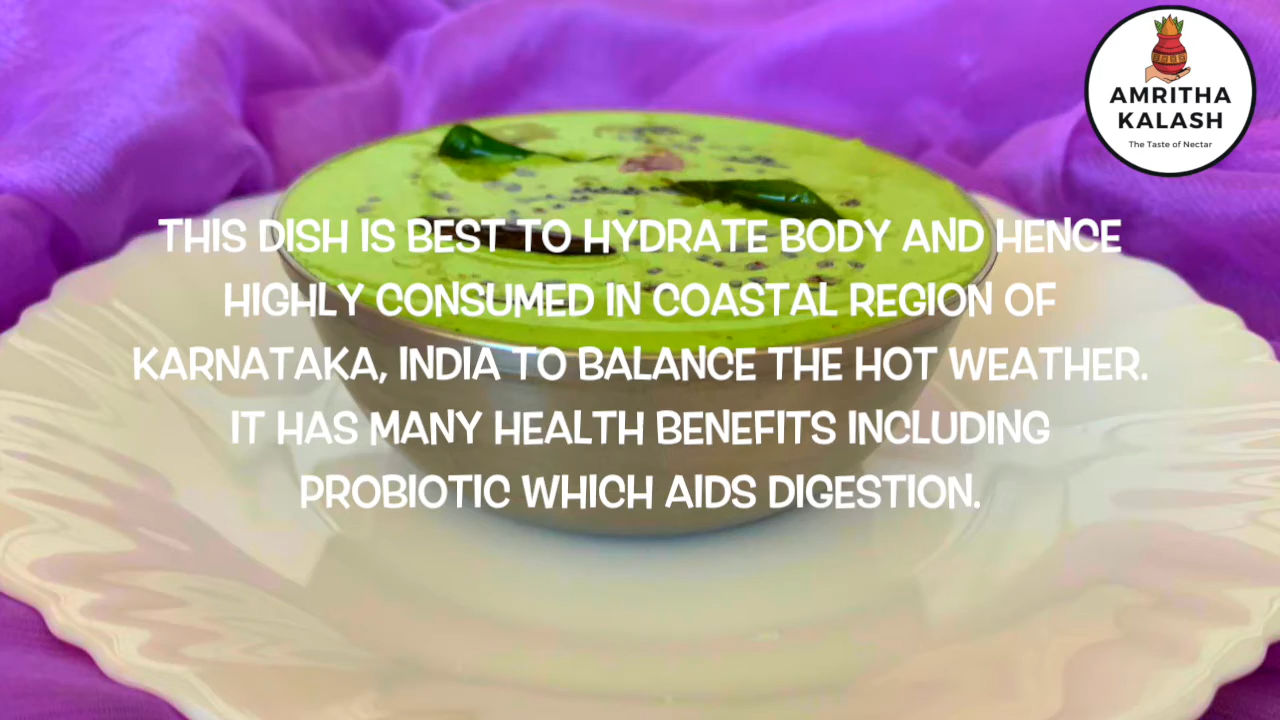 AMRITHA
KALASH
The Taste of Nectar
THIS DISH IS BEST TO HYDRATE BODY AND HENCE
HIGHLY CONSUMED IN COASTAL REGION OF
KARNATAKA, INDIA TO BALANCE THE HOT WEATHER.
IT HAS MANY HEALTH BENEFITS INCLUDING
PROBIOTIC WHICH AIDS DIGESTION.